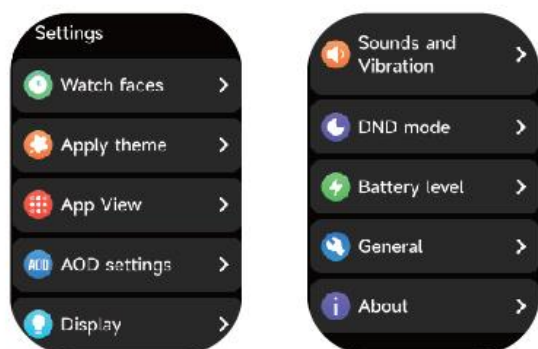 Settings
Watch faces
Apply theme
App View
AOD
AOD settings
Display
Sounds and
Vibration
DND mode
Battery level
General
i
About